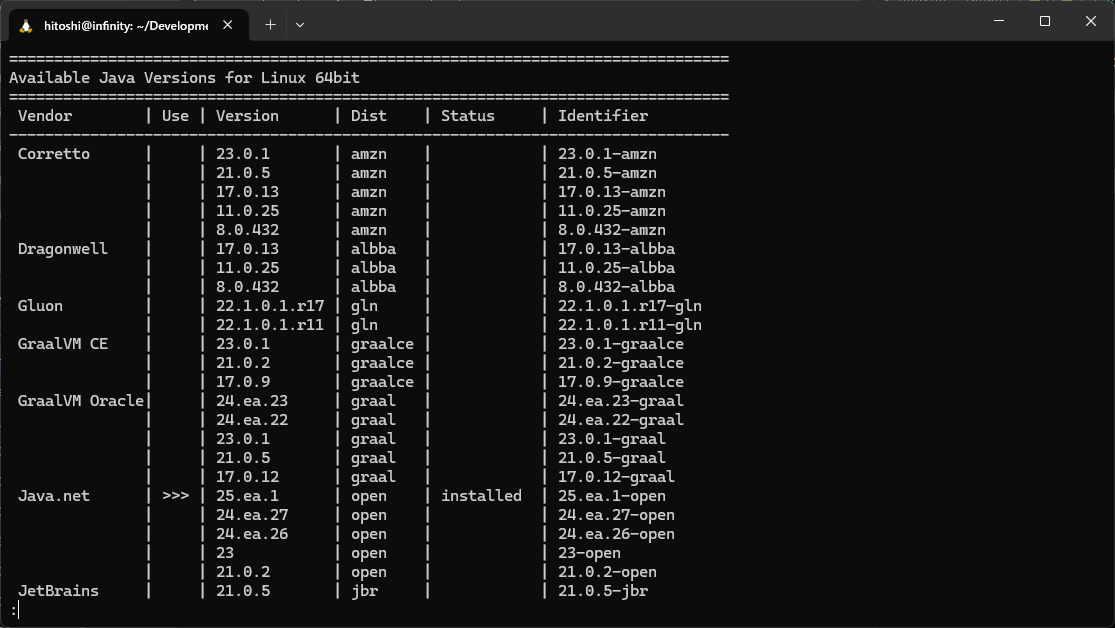 hitoshi@infinity: ~/Developme
================================================================================
Available Java Versions for Linux 64bit
================================================================================
 Vendor        | Use | Version      | Dist    | Status     | Identifier
--------------------------------------------------------------------------------
 Corretto      |     | 23.0.1       | amzn    |            | 23.0.1-amzn
               |     | 21.0.5       | amzn    |            | 21.0.5-amzn
               |     | 17.0.13      | amzn    |            | 17.0.13-amzn
               |     | 11.0.25      | amzn    |            | 11.0.25-amzn
               |     | 8.0.432      | amzn    |            | 8.0.432-amzn
 Dragonwell    |     | 17.0.13      | albba   |            | 17.0.13-albba
               |     | 11.0.25      | albba   |            | 11.0.25-albba
               |     | 8.0.432      | albba   |            | 8.0.432-albba
 Gluon         |     | 22.1.0.1.r17 | gln     |            | 22.1.0.1.r17-gln
               |     | 22.1.0.1.r11 | gln     |            | 22.1.0.1.r11-gln
 GraalVM CE    |     | 23.0.1       | graalce |            | 23.0.1-graalce
               |     | 21.0.2       | graalce |            | 21.0.2-graalce
               |     | 17.0.9       | graalce |            | 17.0.9-graalce
 GraalVM Oracle|     | 24.ea.23     | graal   |            | 24.ea.23-graal
               |     | 24.ea.22     | graal   |            | 24.ea.22-graal
               |     | 23.0.1       | graal   |            | 23.0.1-graal
               |     | 21.0.5       | graal   |            | 21.0.5-graal
               |     | 17.0.12      | graal   |            | 17.0.12-graal
 Java.net      | >>> | 25.ea.1      | open    | installed  | 25.ea.1-open
               |     | 24.ea.27     | open    |            | 24.ea.27-open
               |     | 24.ea.26     | open    |            | 24.ea.26-open
               |     | 23           | open    |            | 23-open
               |     | 21.0.2       | open    |            | 21.0.2-open
 JetBrains     |     | 21.0.5       | jbr     |            | 21.0.5-jbr
: